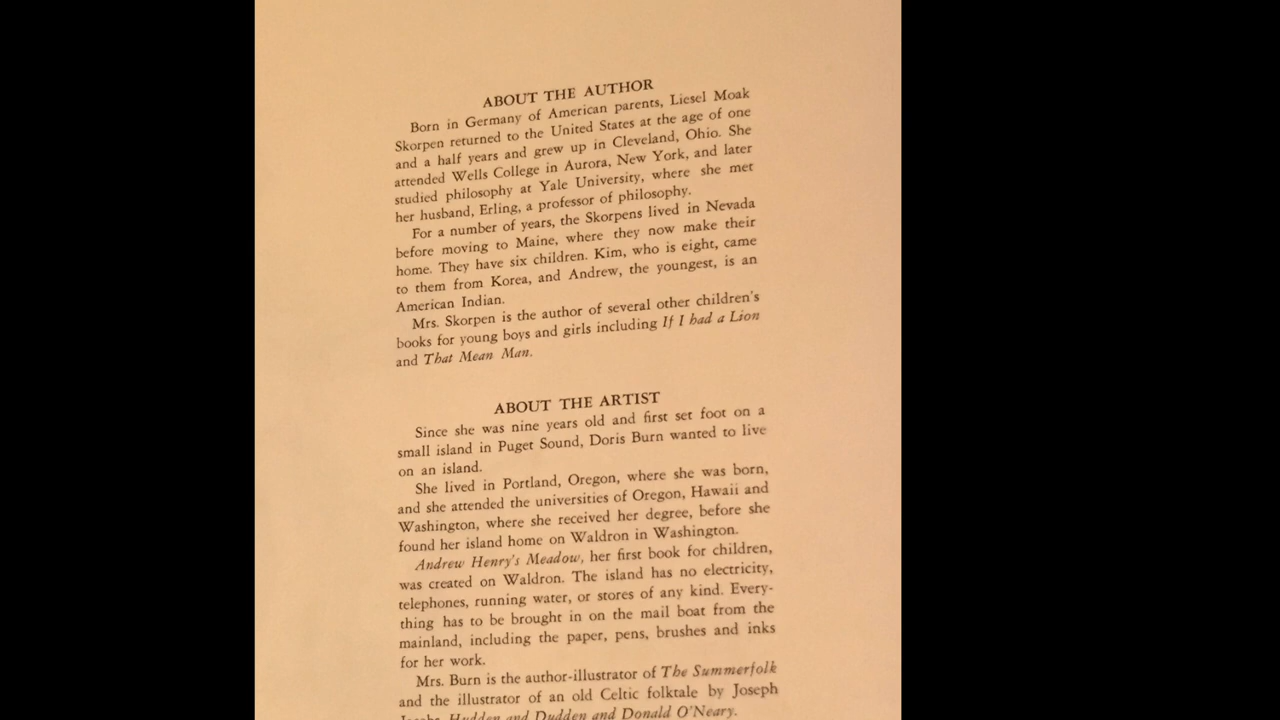 ABOUT THE AUTHOR
Born in Germany of American parents, Liesel Moak
Skorpen returned to the United States at the age of one
and a half years and grew up in Cleveland, Ohio. She
attended Wells College in Aurora, New York, and later
studied philosophy at Yale University, where she met
her husband, Erling, a professor of philosophy.
For a number of years, the Skorpens lived in Nevada
before moving to Maine, where they now make their
home. They have six children. Kim, who is eight, came
to them from Korea, and Andrew, the youngest, is an
American Indian.
Mrs. Skorpen is the author of several other children's
books for young boys and girls including If I had a Lion
and That Mean Man.
ABOUT THE ARTIST
Since she was nine years old and first set foot on a
small island in Puget Sound, Doris Burn wanted to live
on an island.
She lived in Portland, Oregon, where she was born,
and she attended the universities of Oregon, Hawaii and
Washington, where she received her degree, before she
found her island home on Waldron in Washington.
Andrew Henry's Meadow, her first book for children,
was created on Waldron. The island has no electricity,
telephones, running water, or stores of any kind. Every-
thing has to be brought in on the mail boat from the
mainland, including the paper, pens, brushes and inks
for her work.
Mrs. Burn is the author-illustrator of The Summerfolk
and the illustrator of an old Celtic folktale by Joseph
Hudden and Dudden and Donald O'Neary.